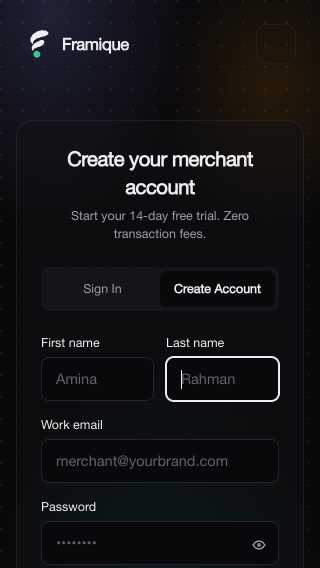 Framique
Create your merchant
account
Start your 14-day free trial. Zero
transaction fees.
Sign In
Create Account
First name
Last name
Amina
Rahman
Work email
merchant@yourbrand.com
Password
••••••••